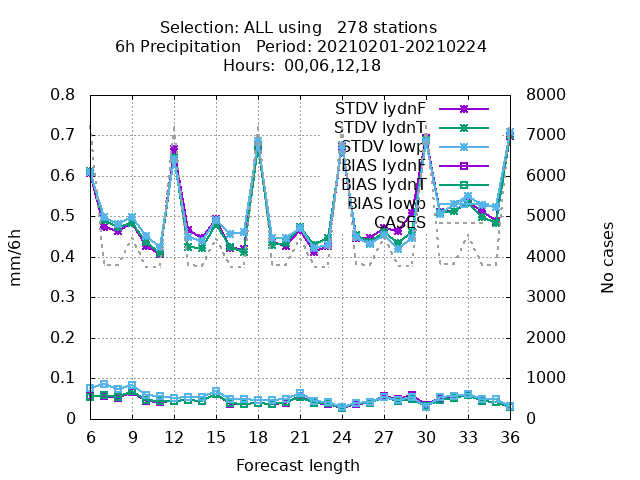 Selection: ALL using   278 stations
6h Precipitation   Period: 20210201-20210224
Hours: 00,06,12,18
STDV lydnF
STDV lydnT
STDV lowp
BIAS lydnF
BIAS lydnT
BIAS lowp
CASES
0.8
0.7
0.6
0.5
0.4
0.3
0.2
0.1
0
mm/6h
8000
7000
6000
5000
4000
3000
2000
1000
0
No cases
6 9 12 15 18 21 24 27 30 33 36
Forecast length